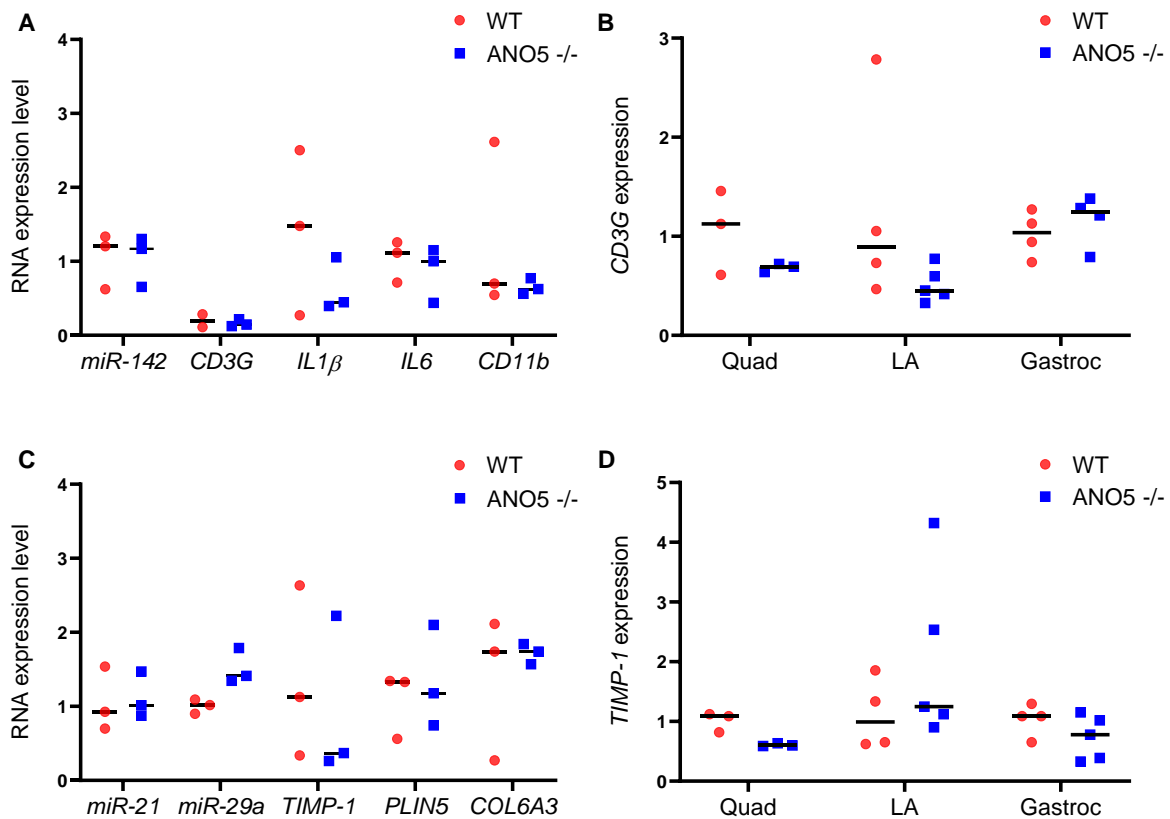 A
WT
ANO5 -/-
RNA expression level
4
3
2
1
0
miR-142 CD3G IL1β IL6 CD11b
B
WT
ANO5 -/-
CD3G expression
3
2
1
0
Quad LA Gastroc
C
WT
ANO5 -/-
RNA expression level
4
3
2
1
0
miR-21 miR-29a TIMP-1 PLIN5 COL6A3
D
WT
ANO5 -/-
TIMP-1 expression
5
4
3
2
1
0
Quad LA Gastroc